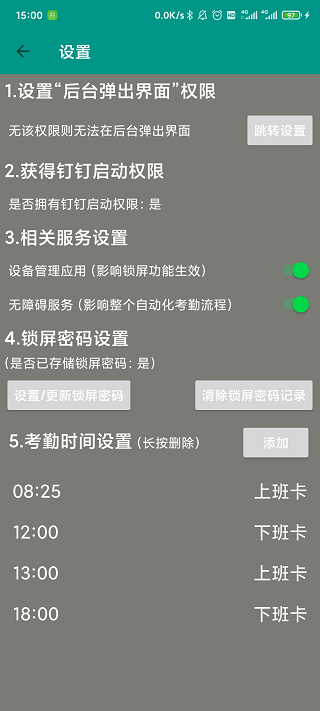 15:00 0.0K/s HD 4G 4G 97
设置
1.设置“后台弹出界面”权限
无该权限则无法在后台弹出界面 跳转设置
2.获得钉钉启动权限
是否拥有钉钉启动权限: 是
3.相关服务设置
设备管理应用 (影响锁屏功能生效)
无障碍服务 (影响整个自动化考勤流程)
4.锁屏密码设置
(是否已存储锁屏密码: 是)
设置/更新锁屏密码 清除锁屏密码记录
5.考勤时间设置 (长按删除) 添加
08:25 上班卡
12:00 下班卡
13:00 上班卡
18:00 下班卡